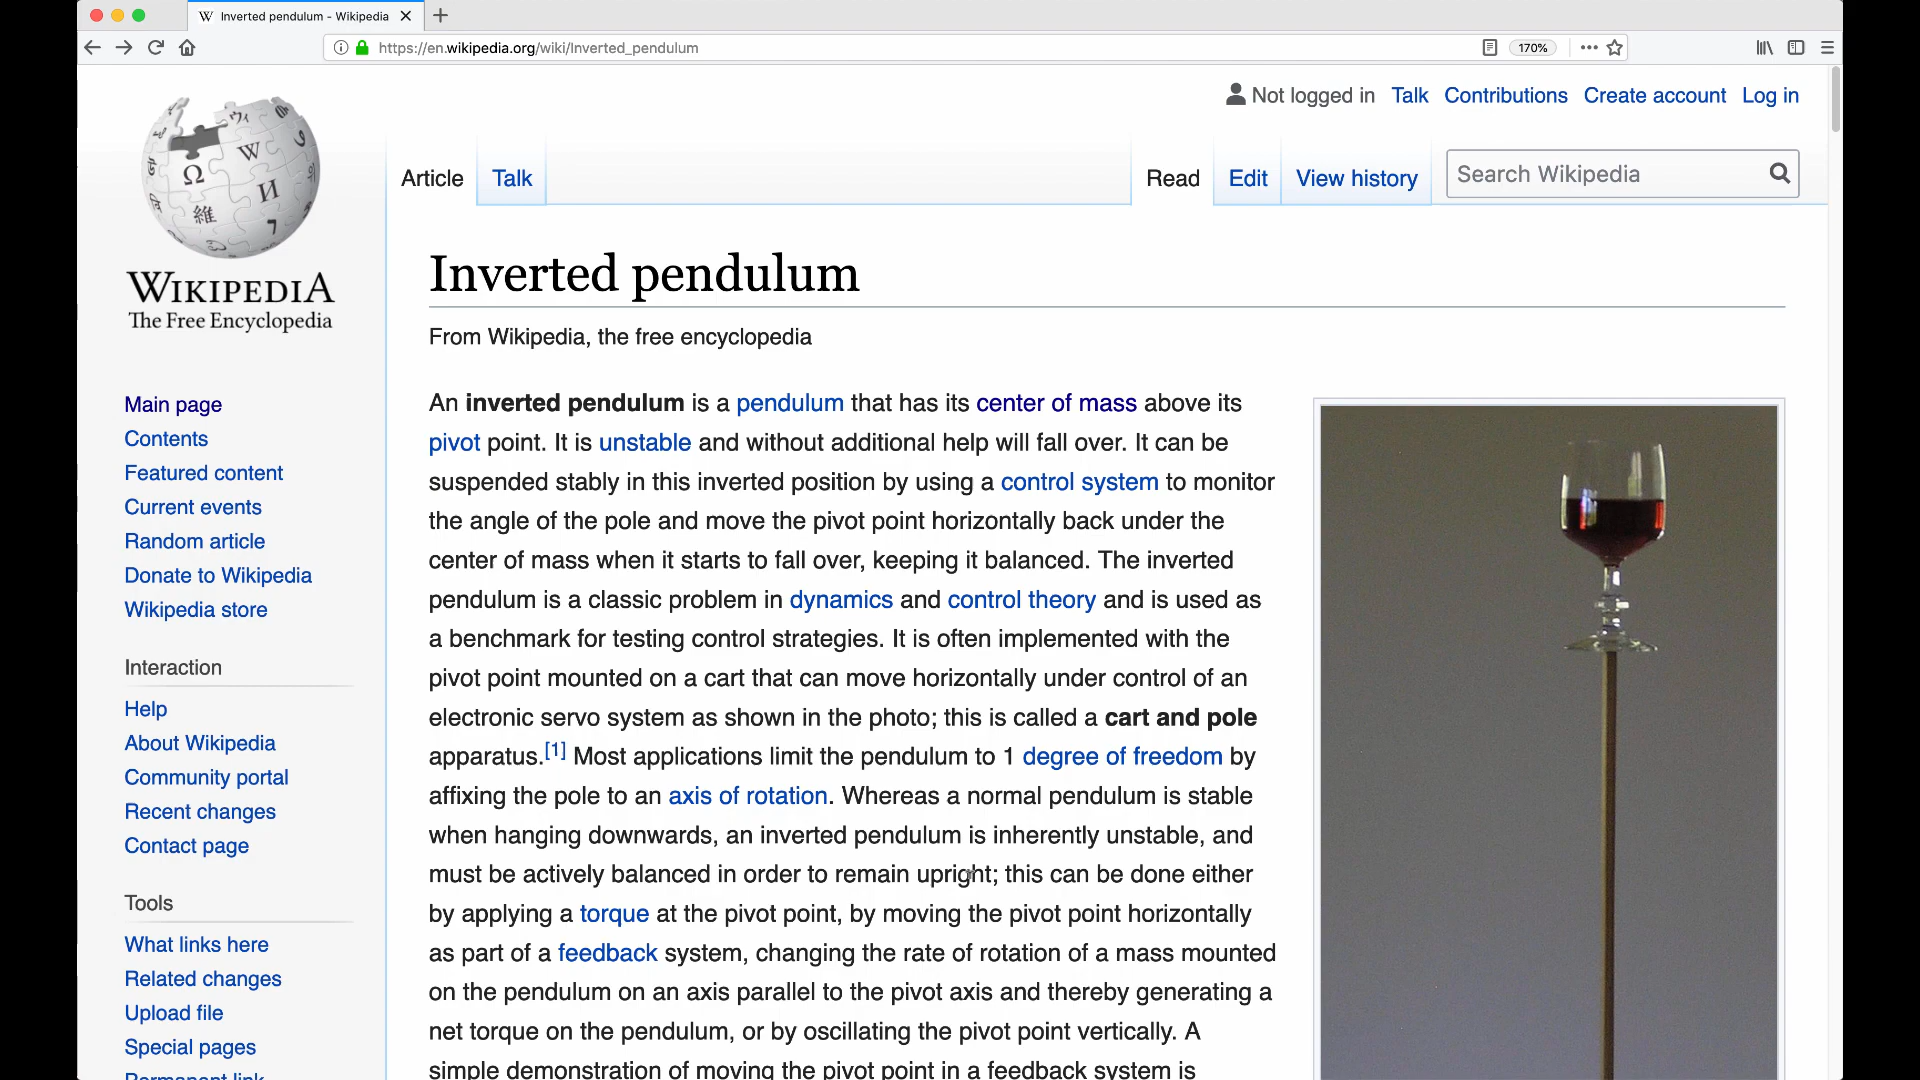 Inverted pendulum - Wikipedia
https://en.wikipedia.org/wiki/Inverted_pendulum
170%
Not logged in Talk Contributions Create account Log in
Article Talk Read Edit View history Search Wikipedia
WIKIPEDIA
The Free Encyclopedia
Main page
Contents
Featured content
Current events
Random article
Donate to Wikipedia
Wikipedia store
Interaction
Help
About Wikipedia
Community portal
Recent changes
Contact page
Tools
What links here
Related changes
Upload file
Special pages
Permanent link
Inverted pendulum
From Wikipedia, the free encyclopedia
An inverted pendulum is a pendulum that has its center of mass above its
pivot point. It is unstable and without additional help will fall over. It can be
suspended stably in this inverted position by using a control system to monitor
the angle of the pole and move the pivot point horizontally back under the
center of mass when it starts to fall over, keeping it balanced. The inverted
pendulum is a classic problem in dynamics and control theory and is used as
a benchmark for testing control strategies. It is often implemented with the
pivot point mounted on a cart that can move horizontally under control of an
electronic servo system as shown in the photo; this is called a cart and pole
apparatus.[1] Most applications limit the pendulum to 1 degree of freedom by
affixing the pole to an axis of rotation. Whereas a normal pendulum is stable
when hanging downwards, an inverted pendulum is inherently unstable, and
must be actively balanced in order to remain upright; this can be done either
by applying a torque at the pivot point, by moving the pivot point horizontally
as part of a feedback system, changing the rate of rotation of a mass mounted
on the pendulum on an axis parallel to the pivot axis and thereby generating a
net torque on the pendulum, or by oscillating the pivot point vertically. A
simple demonstration of moving the pivot point in a feedback system is